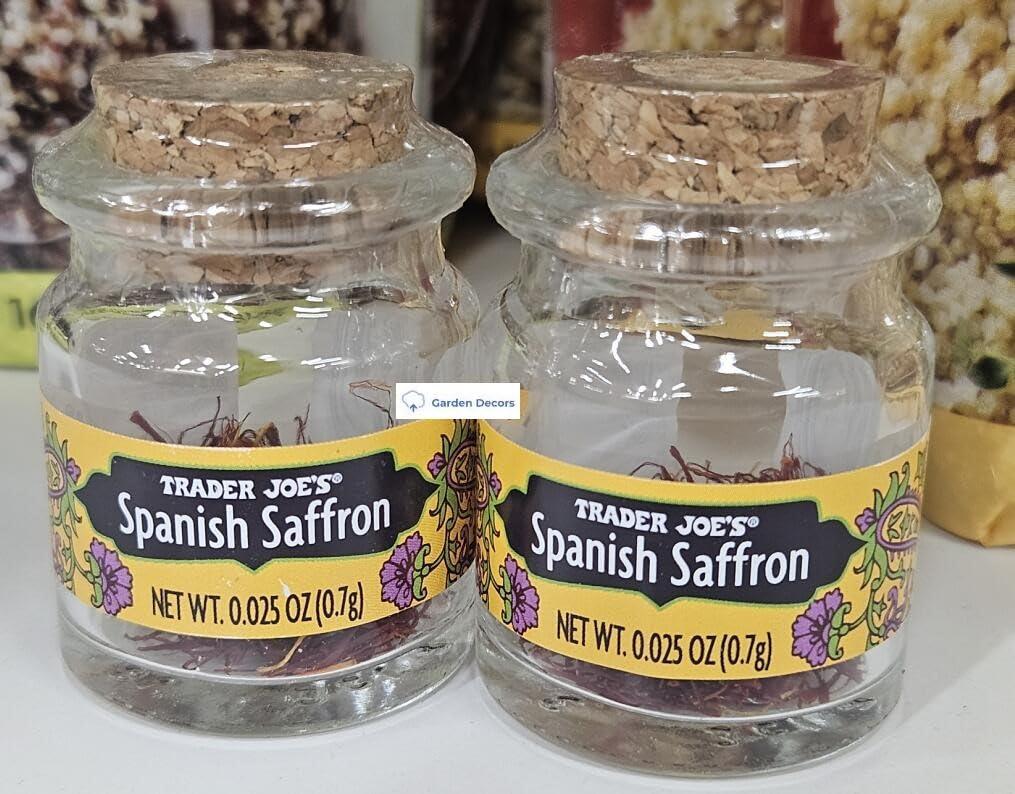 TRADER JOE'S®
Spanish Saffron
NET WT. 0.025 OZ (0.7g)
Garden Decors
TRADER JOE'S®
Spanish Saffron
NET WT. 0.025 OZ (0.7g)